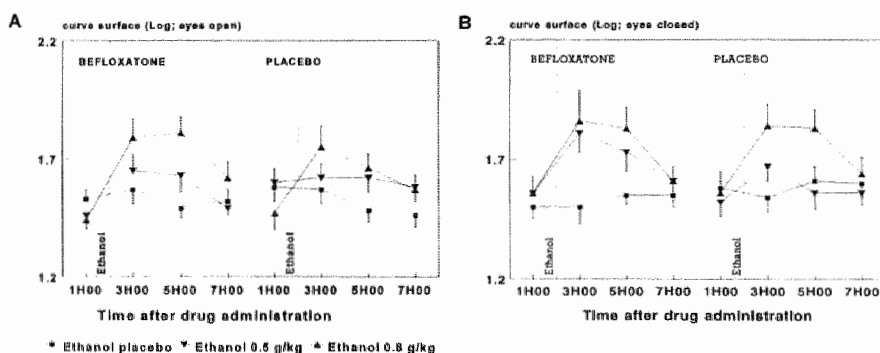 A
curve surface (Log; eyes open)
2.2
BEFLOXATONE PLACEBO
1.7
Ethanol Ethanol
1.2
1H00 3H00 5H00 7H00 1H00 3H00 5H00 7H00
Time after drug administration
B
curve surface (Log; eyes closed)
2.2
BEFLOXATONE PLACEBO
1.7
Ethanol Ethanol
1.2
1H00 3H00 5H00 7H00 1H00 3H00 5H00 7H00
Time after drug administration
Ethanol placebo Ethanol 0.5 g/kg Ethanol 0.8 g/kg